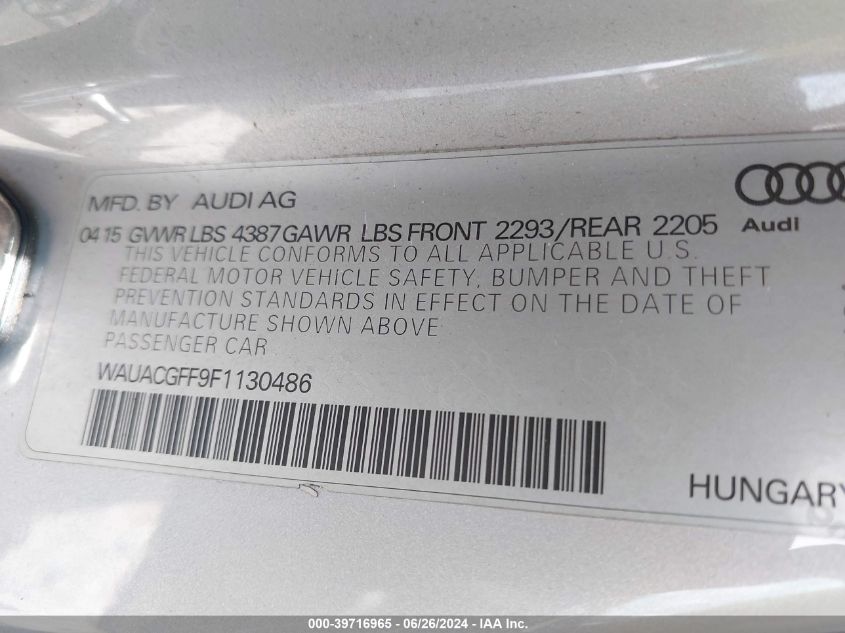 MFD. BY AUDI AG
04 15 GVWR LBS 4387 GAWR LBS FRONT 2293/REAR 2205
Audi
THIS VEHICLE CONFORMS TO ALL APPLICABLE U.S.
FEDERAL MOTOR VEHICLE SAFETY, BUMPER AND THEFT
PREVENTION STANDARDS IN EFFECT ON THE DATE OF
MANUFACTURE SHOWN ABOVE
PASSENGER CAR
WAUACGFF9F1130486
HUNGARY
000-39716965 - 06/26/2024 - IAAI.com